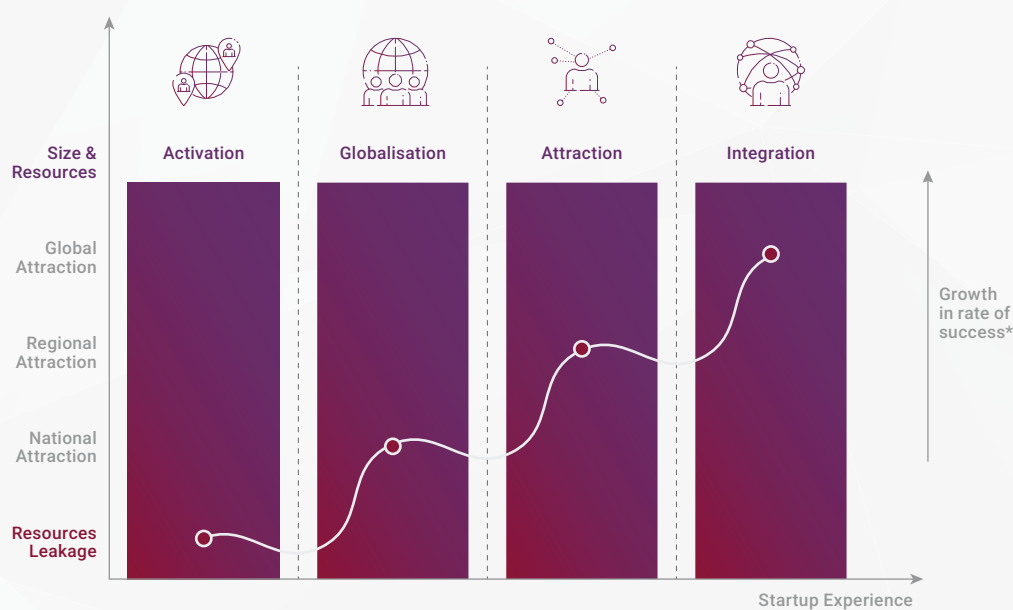 Size &
Resources
Activation
Globalisation
Attraction
Integration
Global
Attraction
Regional
Attraction
National
Attraction
Resources
Leakage
Growth
in rate of
success*
Startup Experience